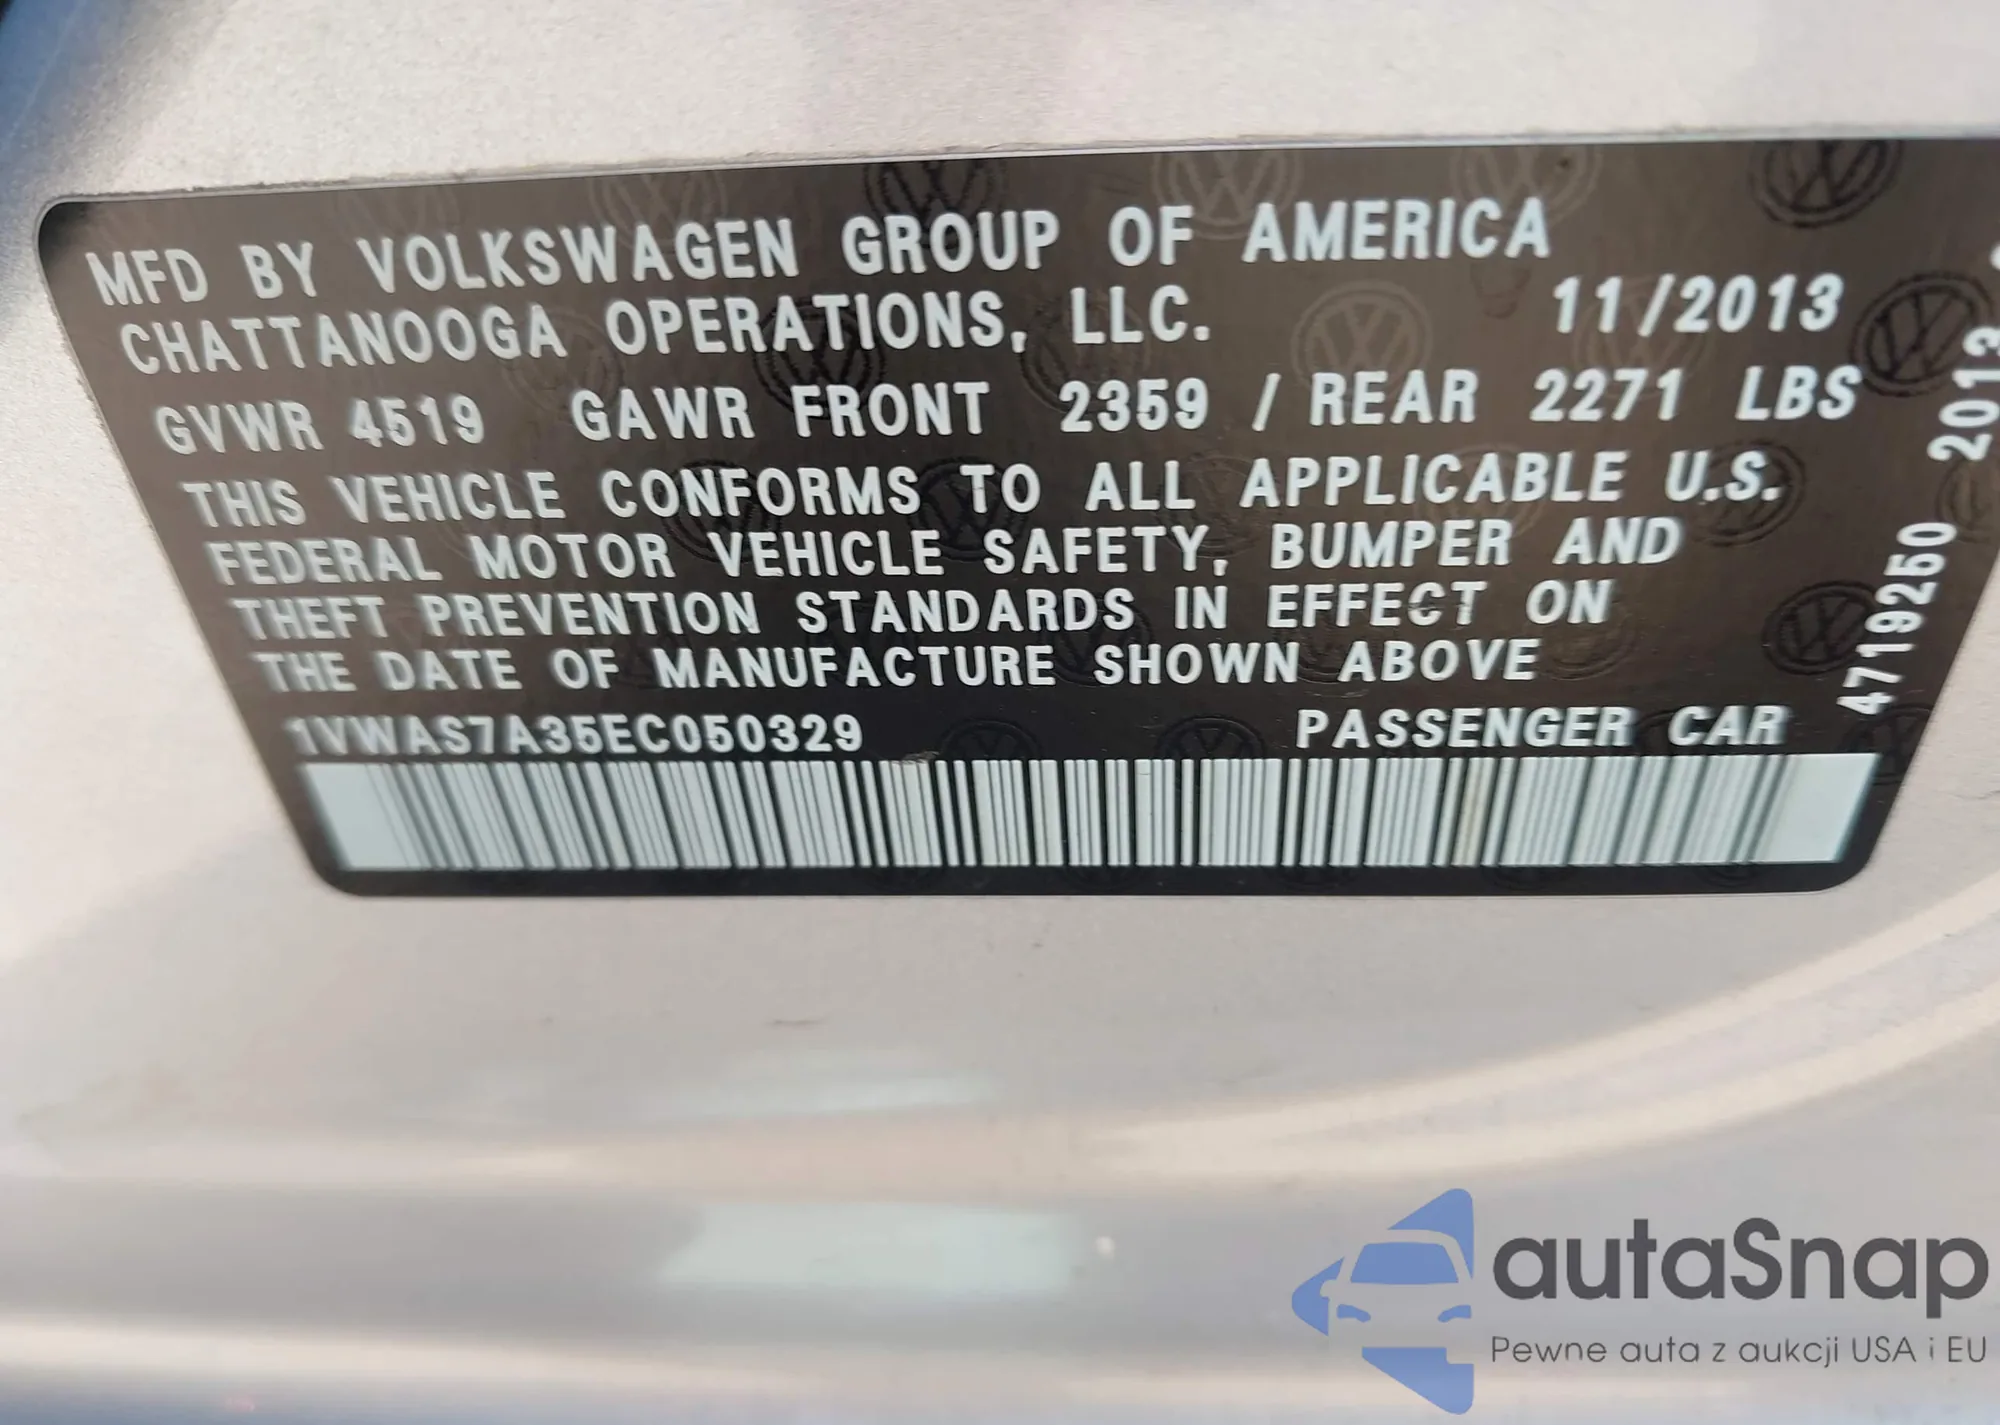 MFD BY VOLKSWAGEN GROUP OF AMERICA
CHATTANOOGA OPERATIONS, LLC. 11/2013
GVWR 4519 GAWR FRONT 2359 / REAR 2271 LBS
THIS VEHICLE CONFORMS TO ALL APPLICABLE U.S.
FEDERAL MOTOR VEHICLE SAFETY, BUMPER AND
THEFT PREVENTION STANDARDS IN EFFECT ON
THE DATE OF MANUFACTURE SHOWN ABOVE
1VWAS7A35EC050329 PASSENGER CAR
4719250 2013
autaSnap
Pewne auta z aukcji USA i EU